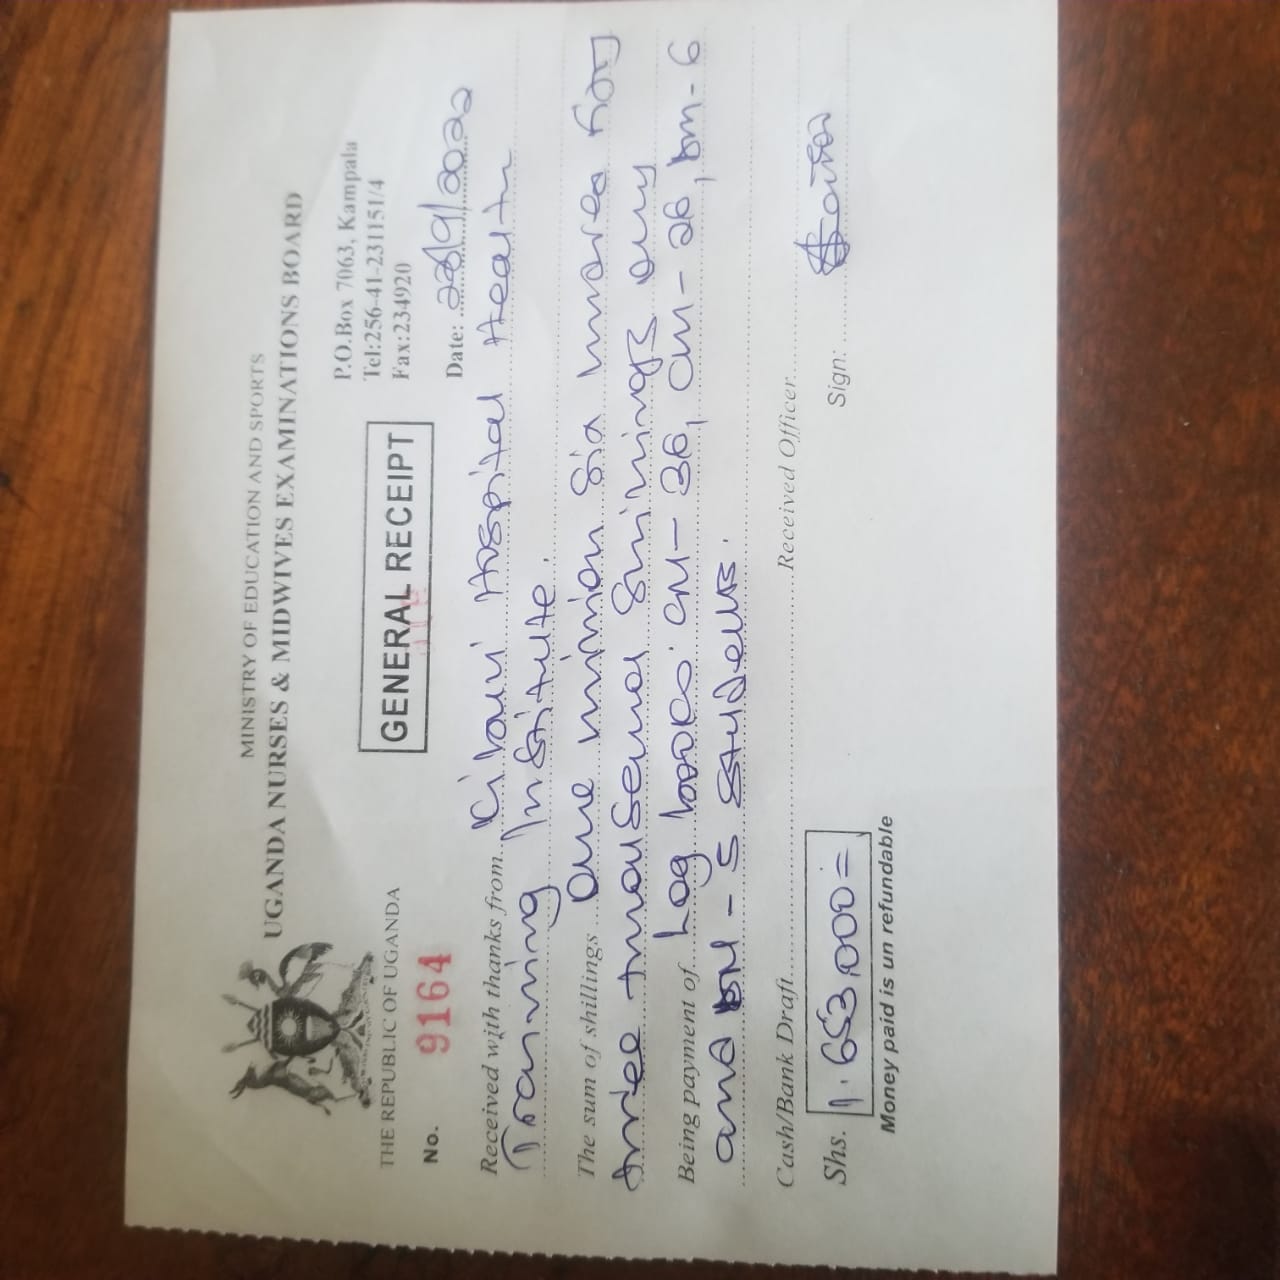 MINISTRY OF EDUCATION AND SPORTS
UGANDA NURSES & MIDWIVES EXAMINATIONS BOARD
THE REPUBLIC OF UGANDA
P.O.Box 7063, Kampala
Tel:256-41-231151/4
Fax:234920
GENERAL RECEIPT
No. 9164
Date: 28/9/2022
Received with thanks from Kibuli Hospital Health
Training Institute.
The sum of shillings One million six hundred fifty
three thousand shillings only
Being payment of Log books. CN - 36, CM - 26, DM - 6
and DN - 5 students.
Cash/Bank Draft Received Officer
Shs. 1.653,000= Sign:
Money paid is un refundable